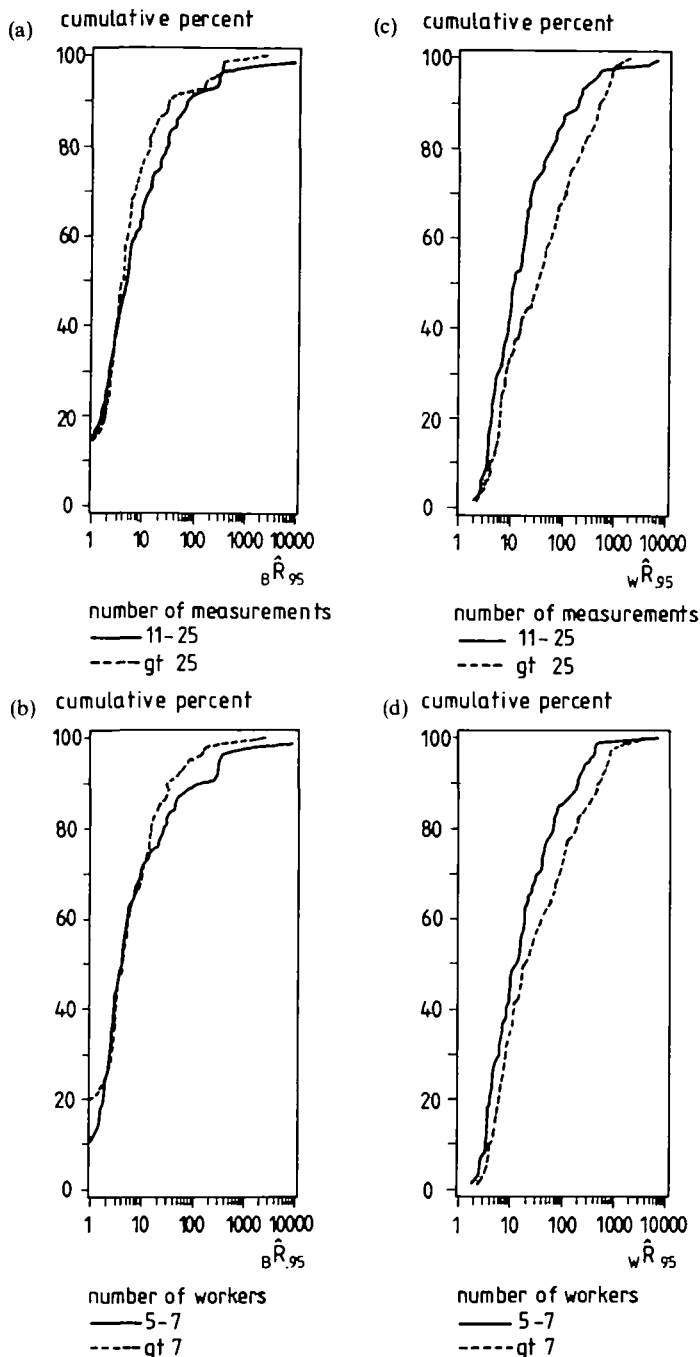 (a)
cumulative percent
100
80
60
40
20
0
1 10 100 1000 10000
BR̂.95
number of measurements
11-25
gt 25
(c)
cumulative percent
100
80
60
40
20
0
1 10 100 1000 10000
WR̂.95
number of measurements
11-25
gt 25
(b)
cumulative percent
100
80
60
40
20
0
1 10 100 1000 10000
BR̂.95
number of workers
5-7
gt 7
(d)
cumulative percent
100
80
60
40
20
0
1 10 100 1000 10000
WR̂.95
number of workers
5-7
gt 7